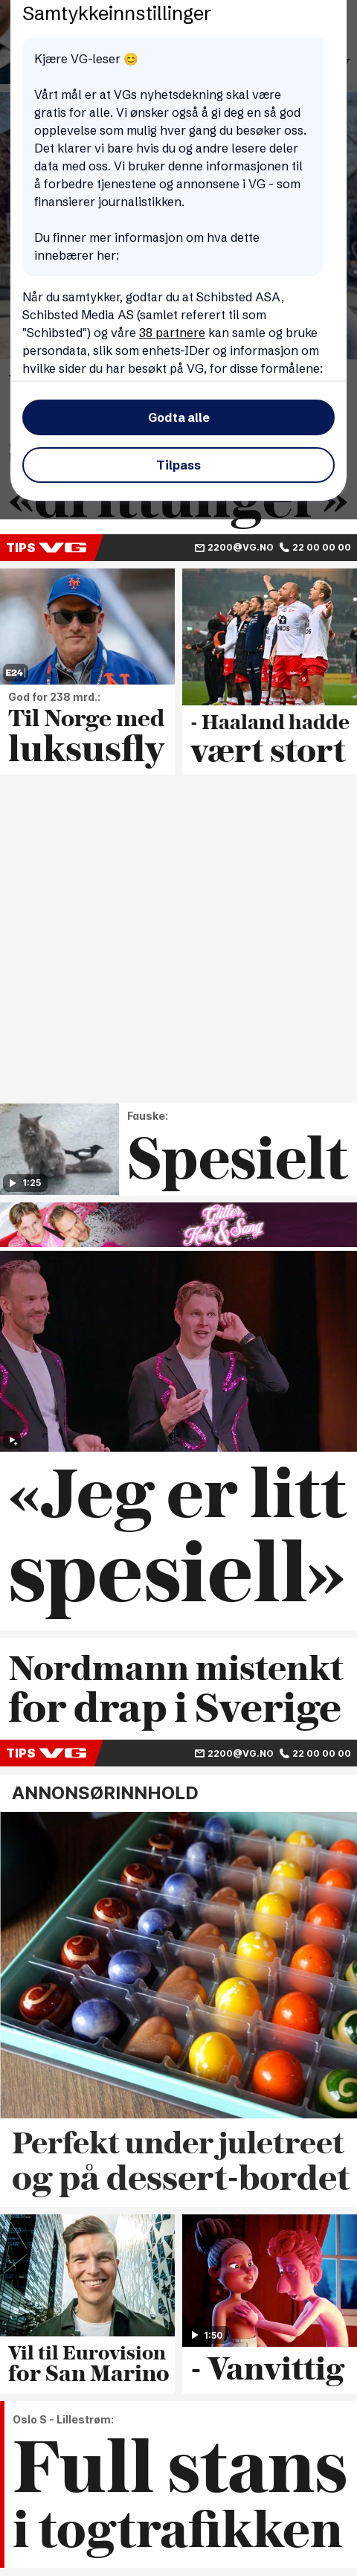 Samtykkeinnstillinger
Kjære VG-leser 😊
Vårt mål er at VGs nyhetsdekning skal være
gratis for alle. Vi ønsker også å gi deg en så god
opplevelse som mulig hver gang du besøker oss.
Det klarer vi bare hvis du og andre lesere deler
data med oss. Vi bruker denne informasjonen til
å forbedre tjenestene og annonsene i VG - som
finansierer journalistikken.
Du finner mer informasjon om hva dette
innebærer her:
Når du samtykker, godtar du at Schibsted ASA,
Schibsted Media AS (samlet referert til som
"Schibsted") og våre 38 partnere kan samle og bruke
persondata, slik som enhets-IDer og informasjon om
hvilke sider du har besøkt på VG, for disse formålene:
Godta alle
Tilpass
«drittunger»
TIPS VG 2200@VG.NO 22 00 00 00
E24
God for 238 mrd.:
Til Norge med
luksusfly
- Haaland hadde
vært stort
1:25
Fauske:
Spesielt
Glitter,
Kosh & Sang
«Jeg er litt
spesiell»
Nordmann mistenkt
for drap i Sverige
TIPS VG 2200@VG.NO 22 00 00 00
ANNONSØRINNHOLD
Perfekt under juletreet
og på dessert-bordet
Vil til Eurovision
for San Marino
1:50
- Vanvittig
Oslo S - Lillestrøm:
Full stans
i togtrafikken